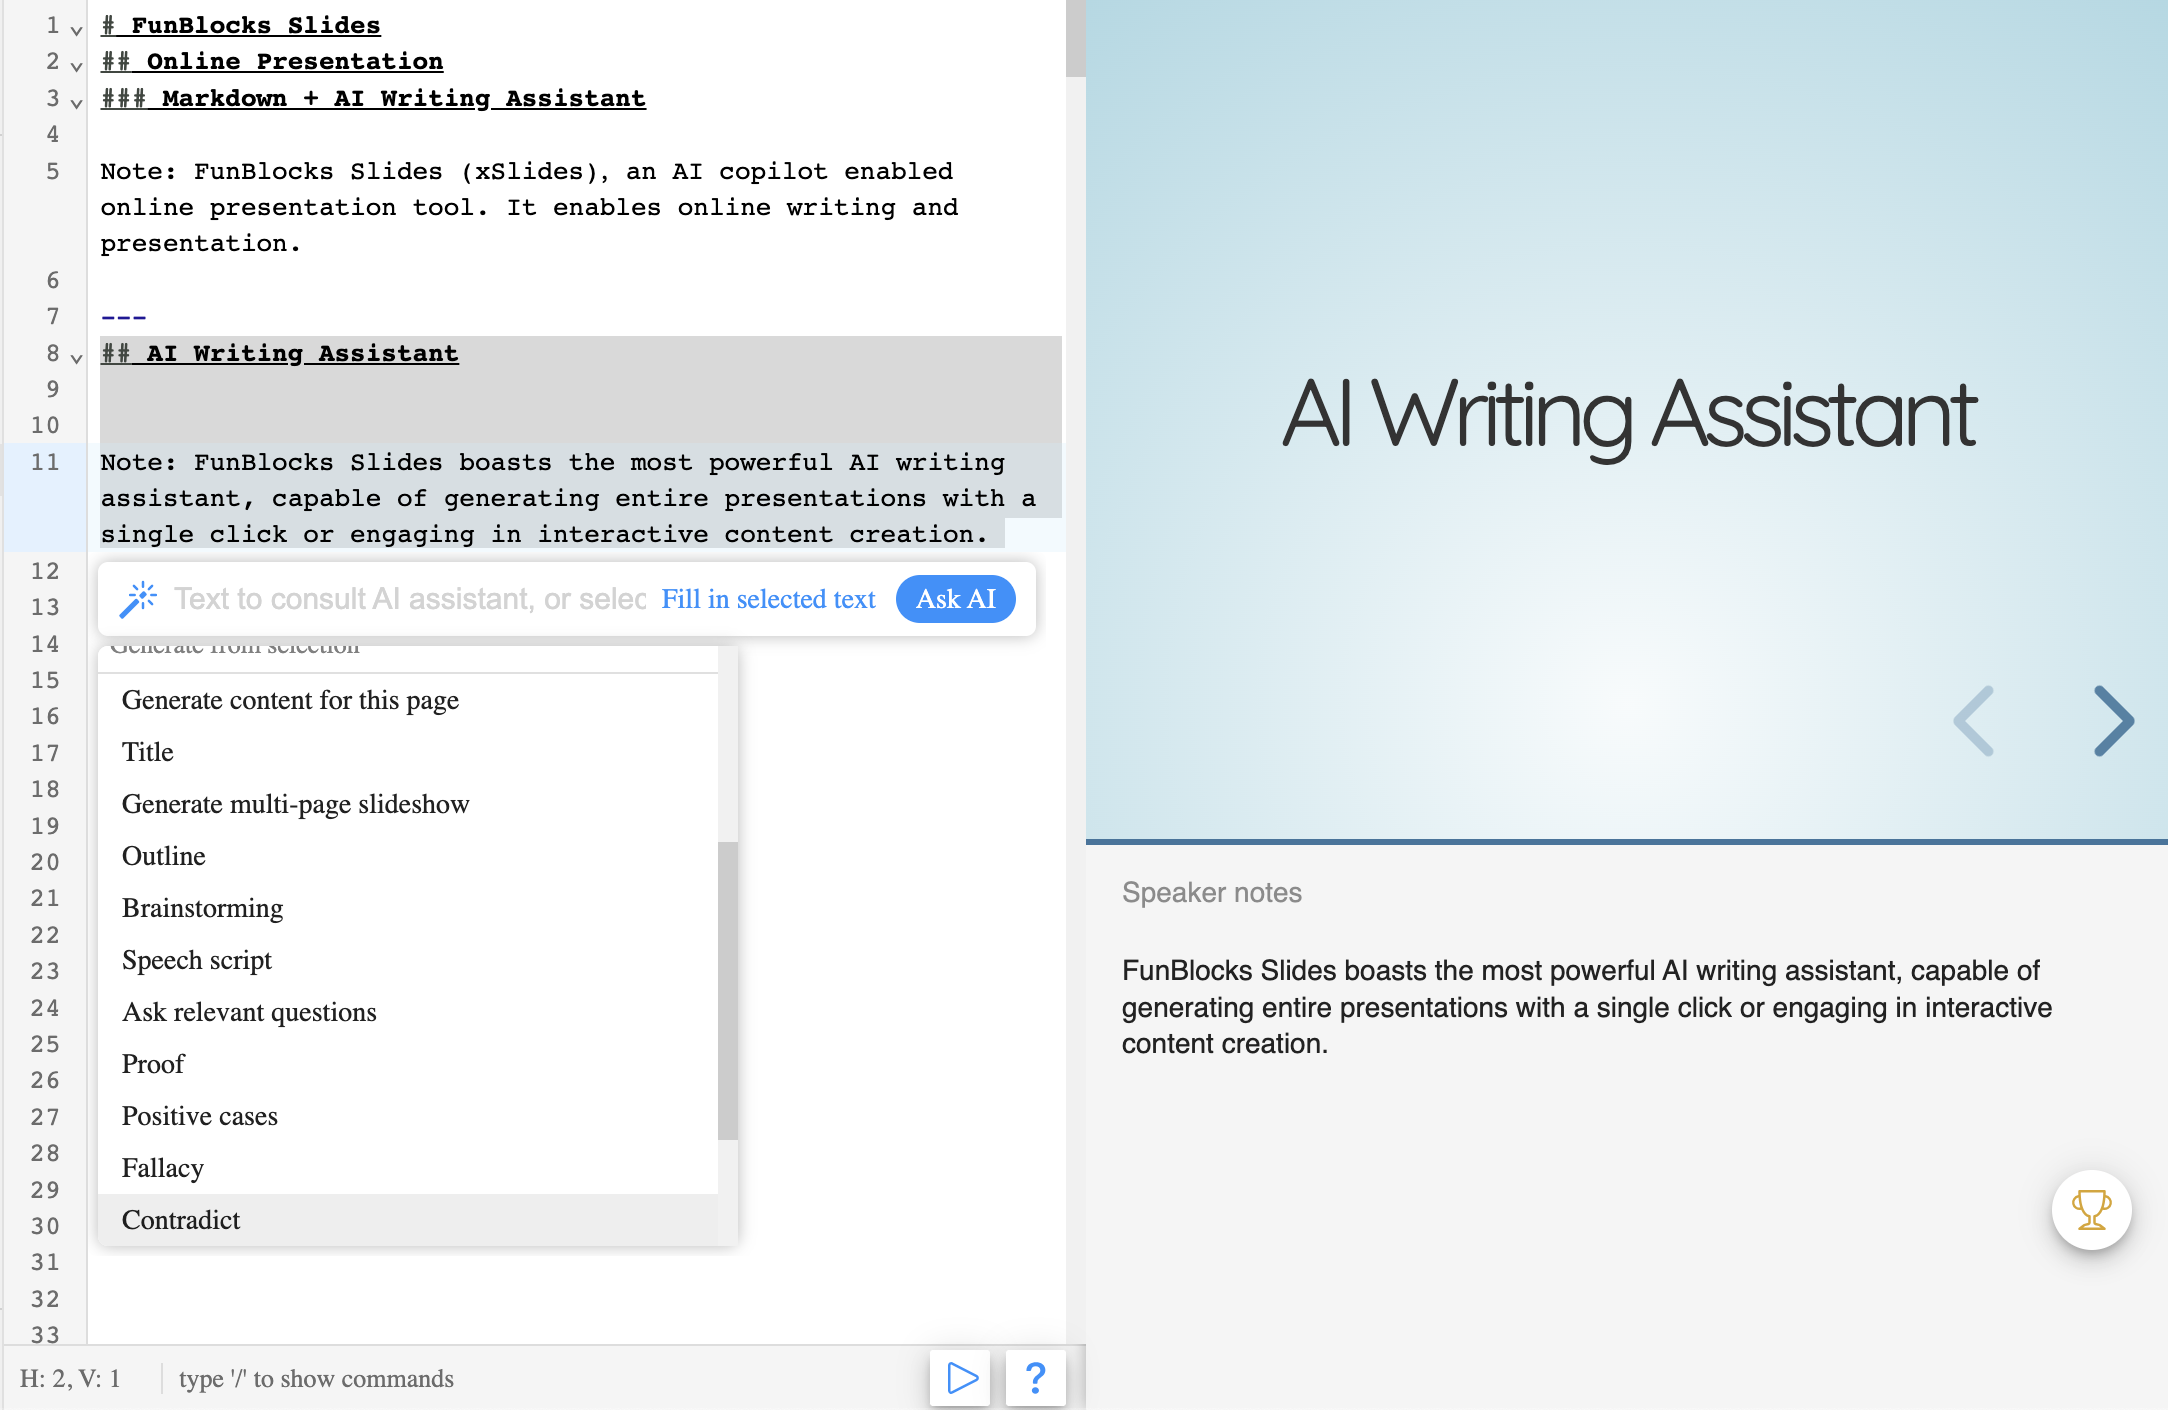 1 # FunBlocks Slides
2 ## Online Presentation
3 ### Markdown + AI Writing Assistant
4
5 Note: FunBlocks Slides (xSlides), an AI copilot enabled
online presentation tool. It enables online writing and
presentation.
6
7 ---
8 ## AI Writing Assistant
9
10
11 Note: FunBlocks Slides boasts the most powerful AI writing
assistant, capable of generating entire presentations with a
single click or engaging in interactive content creation.
12
13 Text to consult AI assistant, or selec Fill in selected text Ask AI
14 Generate from selection
15
Generate content for this page
16
17 Title
18
Generate multi-page slideshow
19
20 Outline
21
Brainstorming
22
23 Speech script
24 Ask relevant questions
25
26 Proof
27 Positive cases
28
Fallacy
29
30 Contradict
31
32
33
H: 2, V: 1 type '/' to show commands
?
AI Writing Assistant
Speaker notes
FunBlocks Slides boasts the most powerful AI writing assistant, capable of
generating entire presentations with a single click or engaging in interactive
content creation.